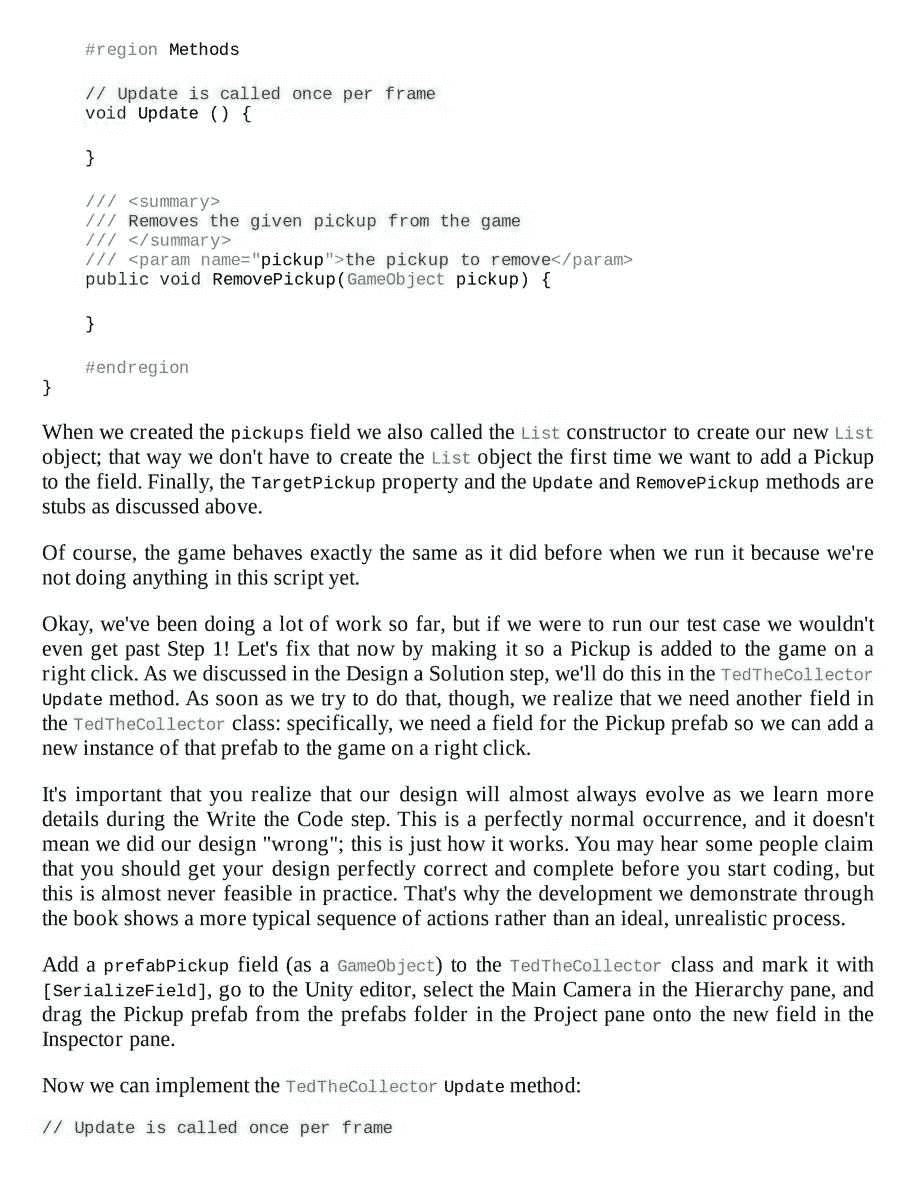 #region Methods
// Update is called once per frame
void Update () {
}
/// <summary>
/// Removes the given pickup from the game
/// </summary>
/// <param name="pickup">the pickup to remove</param>
public void RemovePickup(GameObject pickup) {
}
#endregion
}
When we created the pickups field we also called the List constructor to create our new List
object; that way we don't have to create the List object the first time we want to add a Pickup
to the field. Finally, the TargetPickup property and the Update and RemovePickup methods are
stubs as discussed above.
Of course, the game behaves exactly the same as it did before when we run it because we're
not doing anything in this script yet.
Okay, we've been doing a lot of work so far, but if we were to run our test case we wouldn't
even get past Step 1! Let's fix that now by making it so a Pickup is added to the game on a
right click. As we discussed in the Design a Solution step, we'll do this in the TedTheCollector
Update method. As soon as we try to do that, though, we realize that we need another field in
the TedTheCollector class: specifically, we need a field for the Pickup prefab so we can add a
new instance of that prefab to the game on a right click.
It's important that you realize that our design will almost always evolve as we learn more
details during the Write the Code step. This is a perfectly normal occurrence, and it doesn't
mean we did our design "wrong"; this is just how it works. You may hear some people claim
that you should get your design perfectly correct and complete before you start coding, but
this is almost never feasible in practice. That's why the development we demonstrate through
the book shows a more typical sequence of actions rather than an ideal, unrealistic process.
Add a prefabPickup field (as a GameObject) to the TedTheCollector class and mark it with
[SerializeField], go to the Unity editor, select the Main Camera in the Hierarchy pane, and
drag the Pickup prefab from the prefabs folder in the Project pane onto the new field in the
Inspector pane.
Now we can implement the TedTheCollector Update method:
// Update is called once per frame